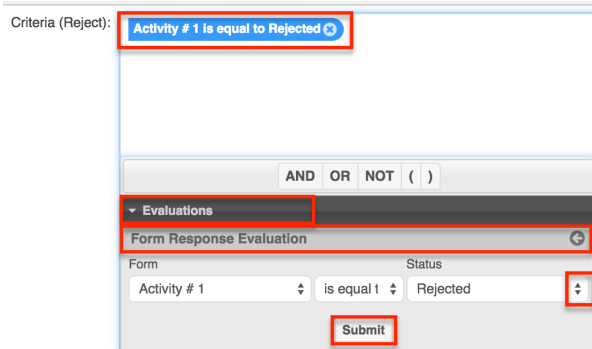 Criteria (Reject): Activity # 1 is equal to Rejected
AND OR NOT ( )
Evaluations
Form Response Evaluation
Form Status
Activity # 1 is equal t Rejected
Submit